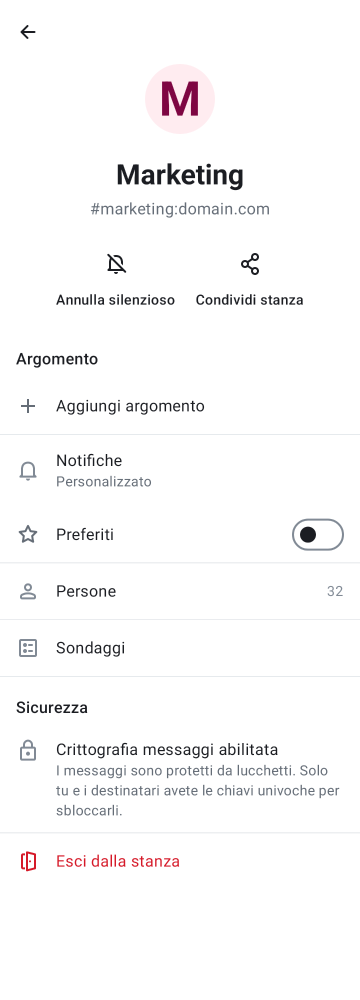 M
Marketing
#marketing:domain.com
Annulla silenzioso
Condividi stanza
Argomento
Aggiungi argomento
Notifiche
Personalizzato
Preferiti
Persone
32
Sondaggi
Sicurezza
Crittografia messaggi abilitata
I messaggi sono protetti da lucchetti. Solo
tu e i destinatari avete le chiavi univoche per
sbloccarli.
Esci dalla stanza